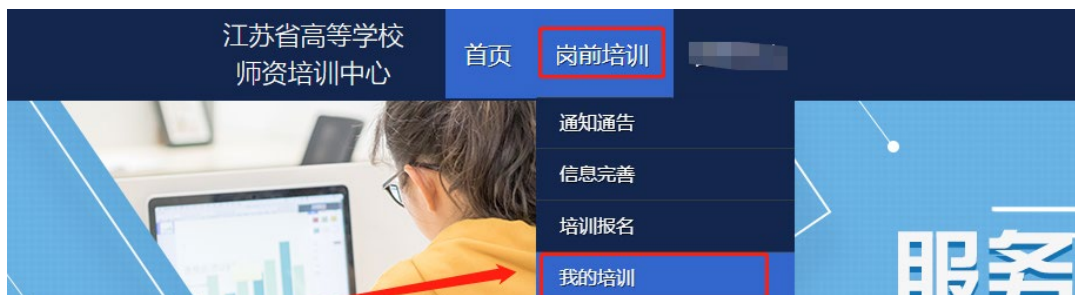 江苏省高等学校
师资培训中心
首页
岗前培训
通知通告
信息完善
培训报名
我的培训
服务